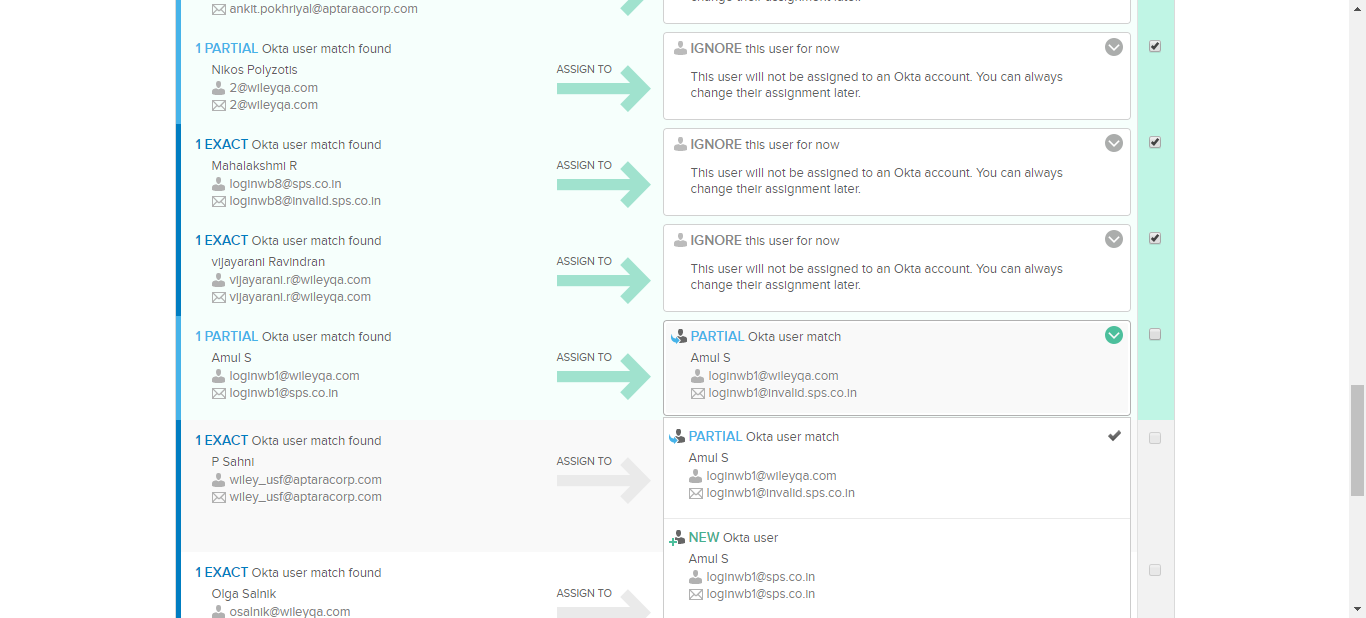 ankit.pokhriyal@aptaraacorp.com
change their assignment later.
1 PARTIAL Okta user match found
Nikos Polyzotis
2@wileyqa.com
2@wileyqa.com
ASSIGN TO
IGNORE this user for now
This user will not be assigned to an Okta account. You can always
change their assignment later.
1 EXACT Okta user match found
Mahalakshmi R
loginwb8@sps.co.in
loginwb8@invalid.sps.co.in
ASSIGN TO
IGNORE this user for now
This user will not be assigned to an Okta account. You can always
change their assignment later.
1 EXACT Okta user match found
vijayarani Ravindran
vijayarani.r@wileyqa.com
vijayarani.r@wileyqa.com
ASSIGN TO
IGNORE this user for now
This user will not be assigned to an Okta account. You can always
change their assignment later.
1 PARTIAL Okta user match found
Amul S
loginwb1@wileyqa.com
loginwb1@sps.co.in
ASSIGN TO
PARTIAL Okta user match
Amul S
loginwb1@wileyqa.com
loginwb1@invalid.sps.co.in
1 EXACT Okta user match found
P Sahni
wiley_usf@aptaracorp.com
wiley_usf@aptaracorp.com
ASSIGN TO
PARTIAL Okta user match
Amul S
loginwb1@wileyqa.com
loginwb1@invalid.sps.co.in
NEW Okta user
Amul S
loginwb1@sps.co.in
loginwb1@sps.co.in
1 EXACT Okta user match found
Olga Salnik
osalnik@wileyqa.com
ASSIGN TO